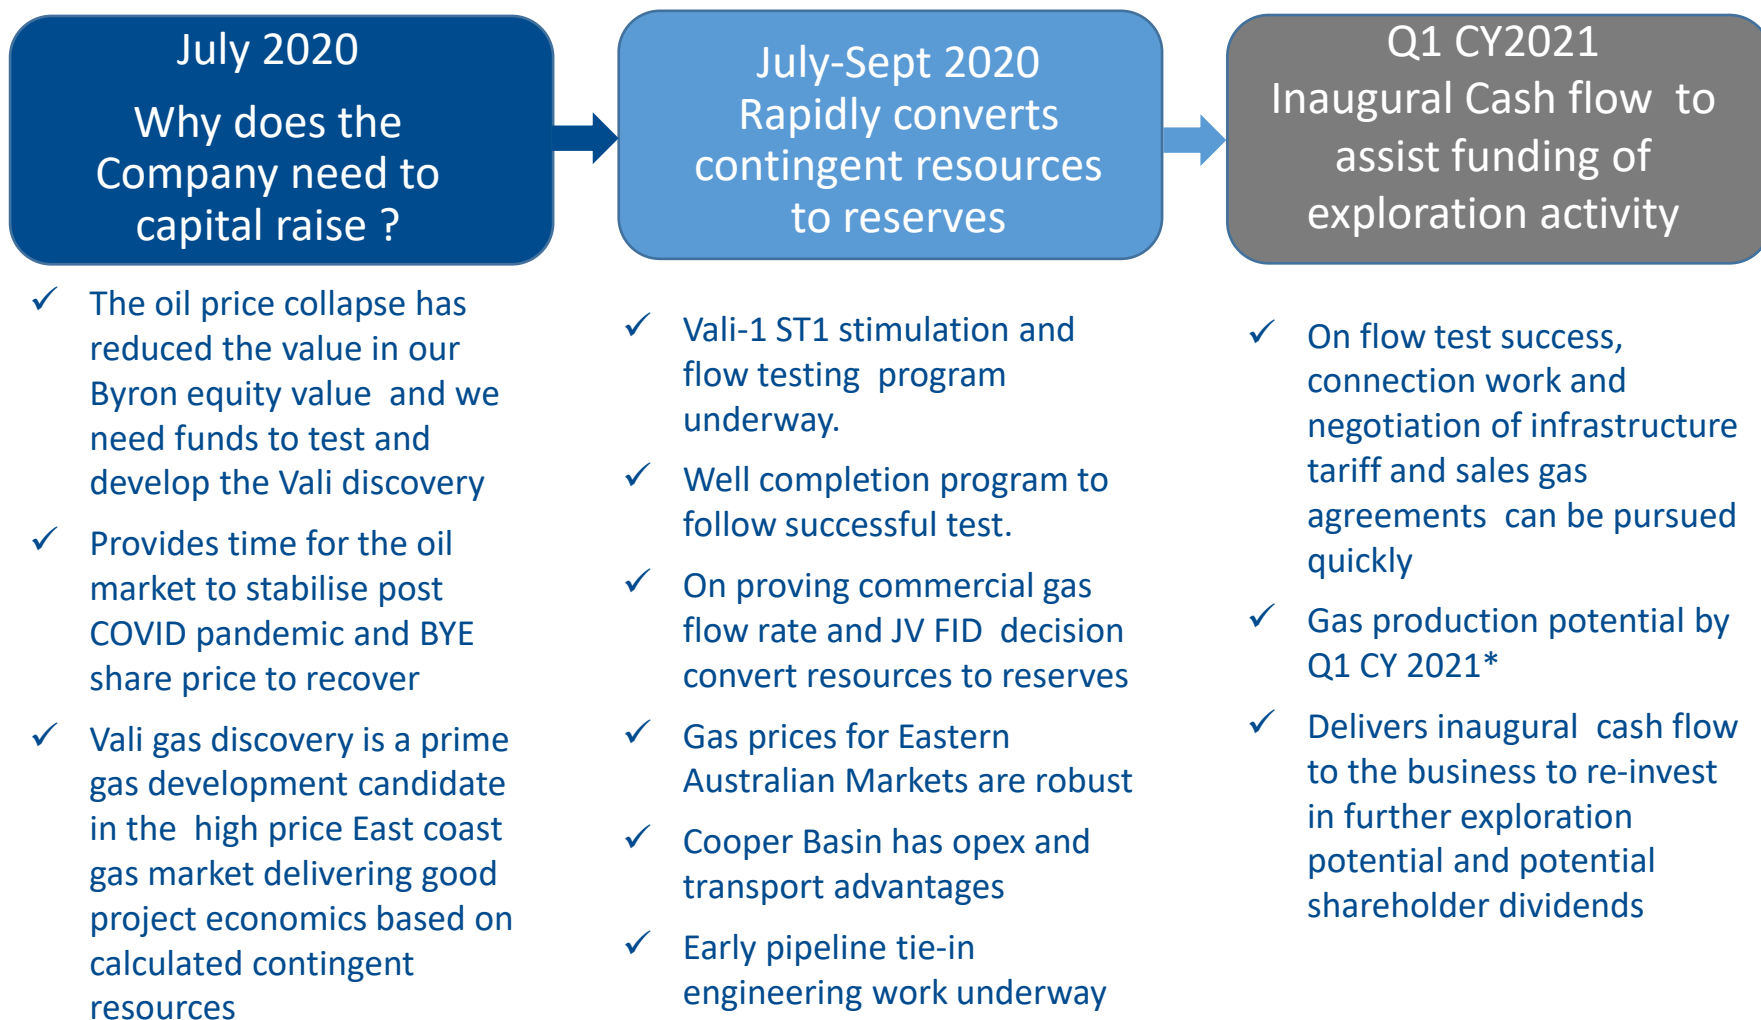 July 2020
Why does the
Company need to
capital raise ?
The oil price collapse has
reduced the value in our
Byron equity value and we
need funds to test and
develop the Vali discovery
Provides time for the oil
market to stabilise post
COVID pandemic and BYE
share price to recover
Vali gas discovery is a prime
gas development candidate
in the high price East coast
gas market delivering good
project economics based on
calculated contingent
resources
July-Sept 2020
Rapidly converts
contingent resources
to reserves
Vali-1 ST1 stimulation and
flow testing program
underway.
Well completion program to
follow successful test.
On proving commercial gas
flow rate and JV FID decision
convert resources to reserves
Gas prices for Eastern
Australian Markets are robust
Cooper Basin has opex and
transport advantages
Early pipeline tie-in
engineering work underway
Q1 CY2021
Inaugural Cash flow to
assist funding of
exploration activity
On flow test success,
connection work and
negotiation of infrastructure
tariff and sales gas
agreements can be pursued
quickly
Gas production potential by
Q1 CY 2021*
Delivers inaugural cash flow
to the business to re-invest
in further exploration
potential and potential
shareholder dividends